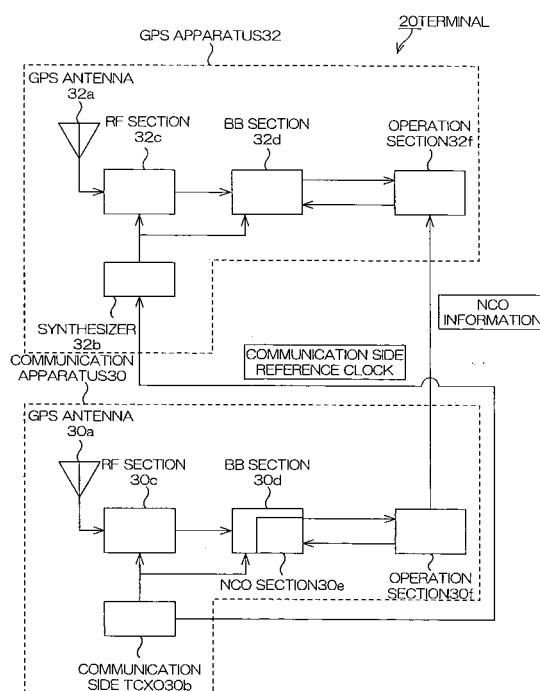 20TERMINAL
GPS APPARATUS32
GPS ANTENNA
32a
RF SECTION
32c
BB SECTION
32d
OPERATION
SECTION32f
SYNTHESIZER
32b
NCO
INFORMATION
COMMUNICATION
APPARATUS30
COMMUNICATION SIDE
REFERENCE CLOCK
GPS ANTENNA
30a
RF SECTION
30c
BB SECTION
30d
NCO SECTION30e
OPERATION
SECTION30f
COMMUNICATION
SIDE TCXO30b